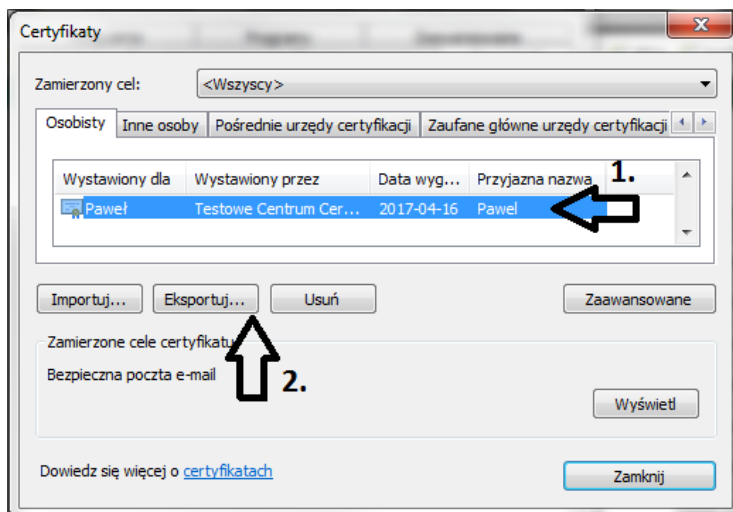 Certyfikaty
Zamierzony cel: <Wszyscy>
Osobisty Inne osoby Pośrednie urzędy certyfikacji Zaufane główne urzędy certyfikacji
Wystawiony dla Wystawiony przez Data wyg... Przyjazna nazwa 1.
Paweł Testowe Centrum Cer... 2017-04-16 Pawel
Importuj... Eksportuj... Usuń Zaawansowane
Zamierzone cele certyfikatu
Bezpieczna poczta e-mail 2.
Wyświetl
Dowiedz się więcej o certyfikatach Zamknij